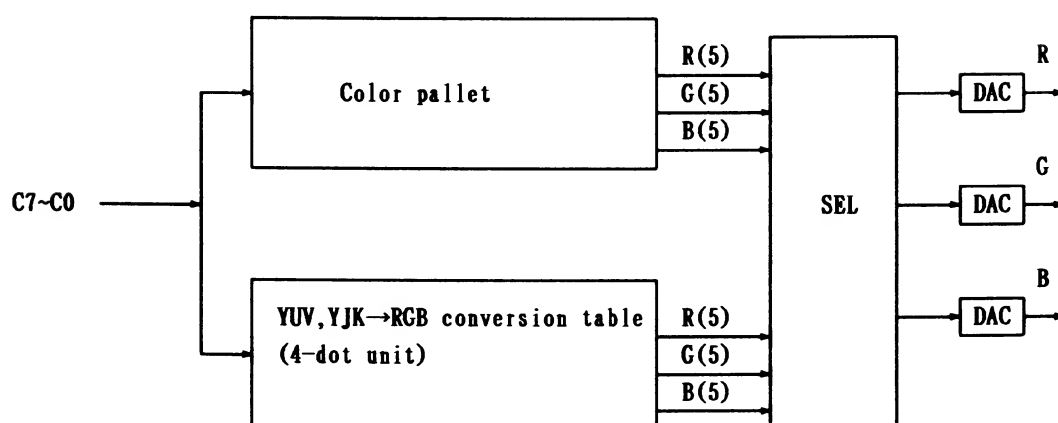 Color pallet
R(5)
G(5)
B(5)
R
DAC
C7~C0
SEL
G
DAC
YUV,YJK→RGB conversion table
(4-dot unit)
R(5)
G(5)
B(5)
B
DAC